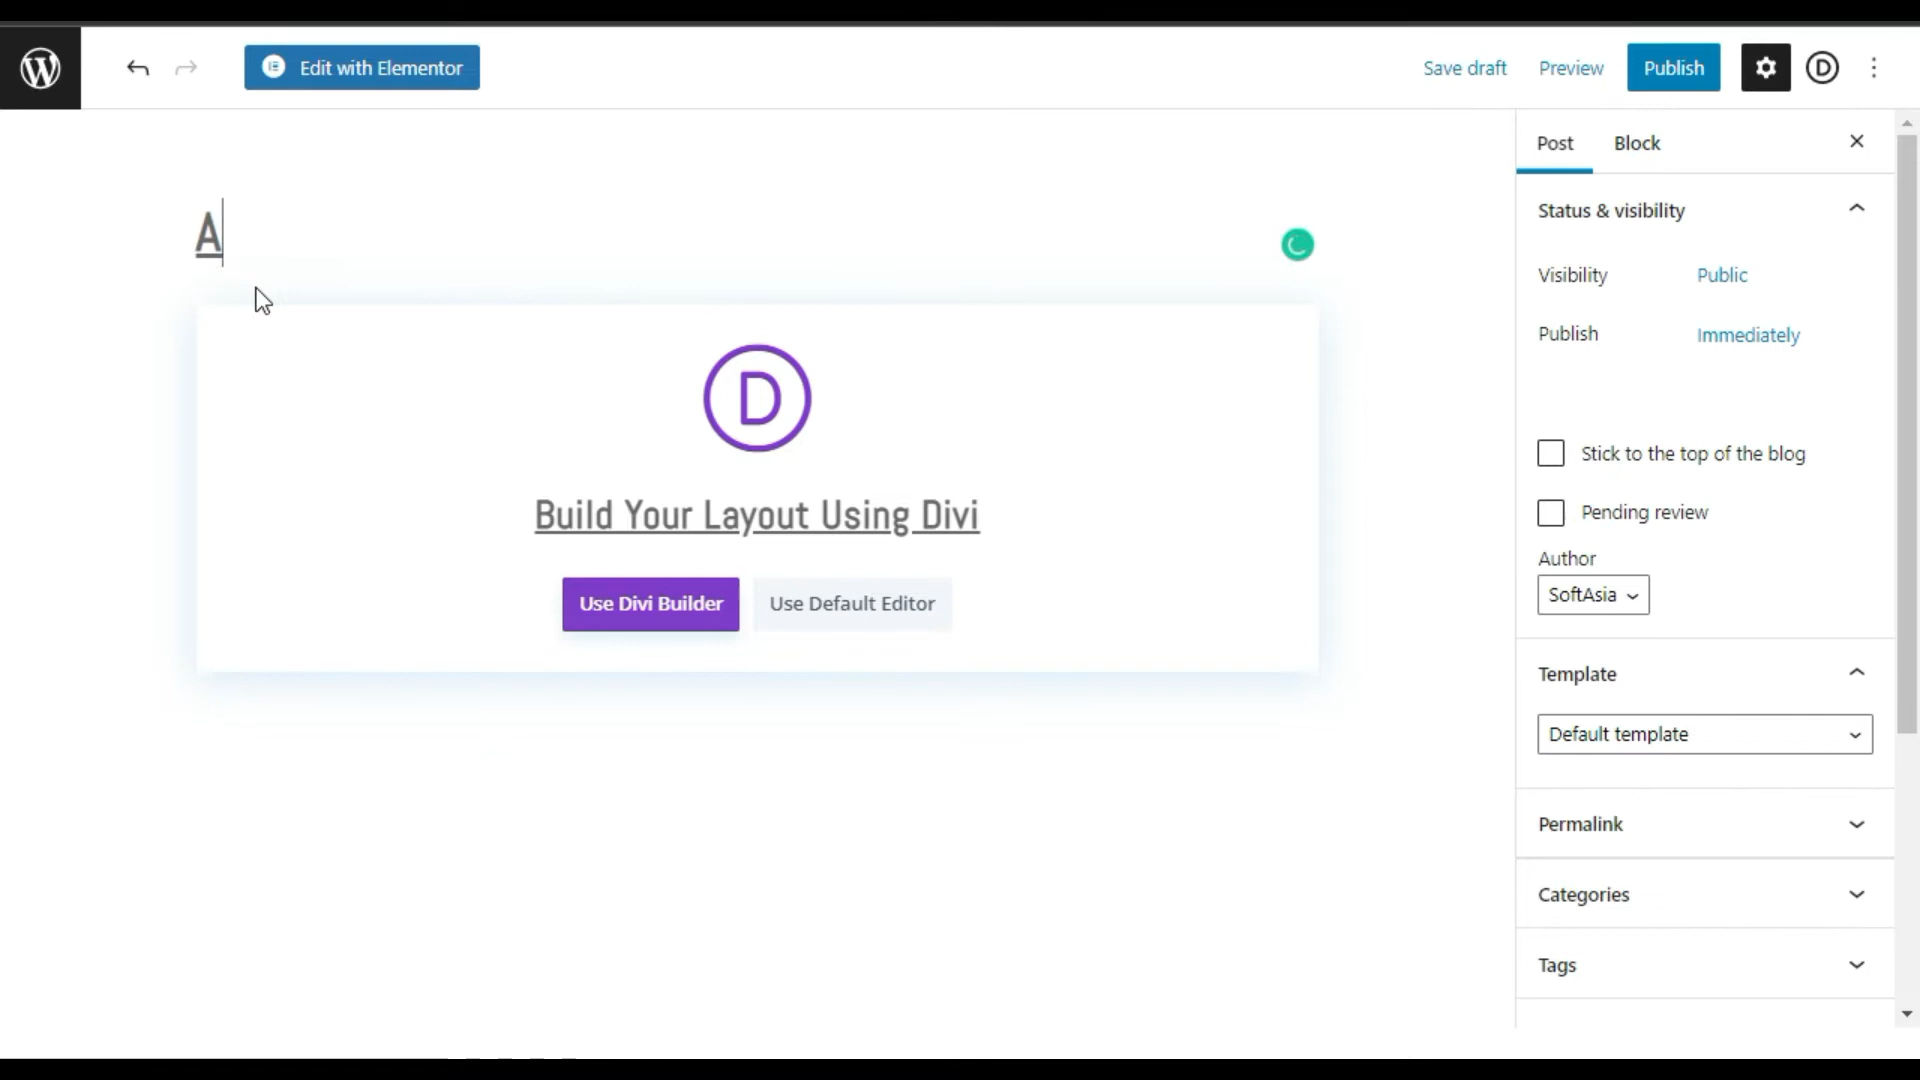 Edit with Elementor
Save draft
Preview
Publish
Post
Block
Status & visibility
A
Visibility
Public
Publish
Immediately
D
Stick to the top of the blog
Build Your Layout Using Divi
Pending review
Author
Use Divi Builder
Use Default Editor
SoftAsia
Template
Default template
Permalink
Categories
Tags